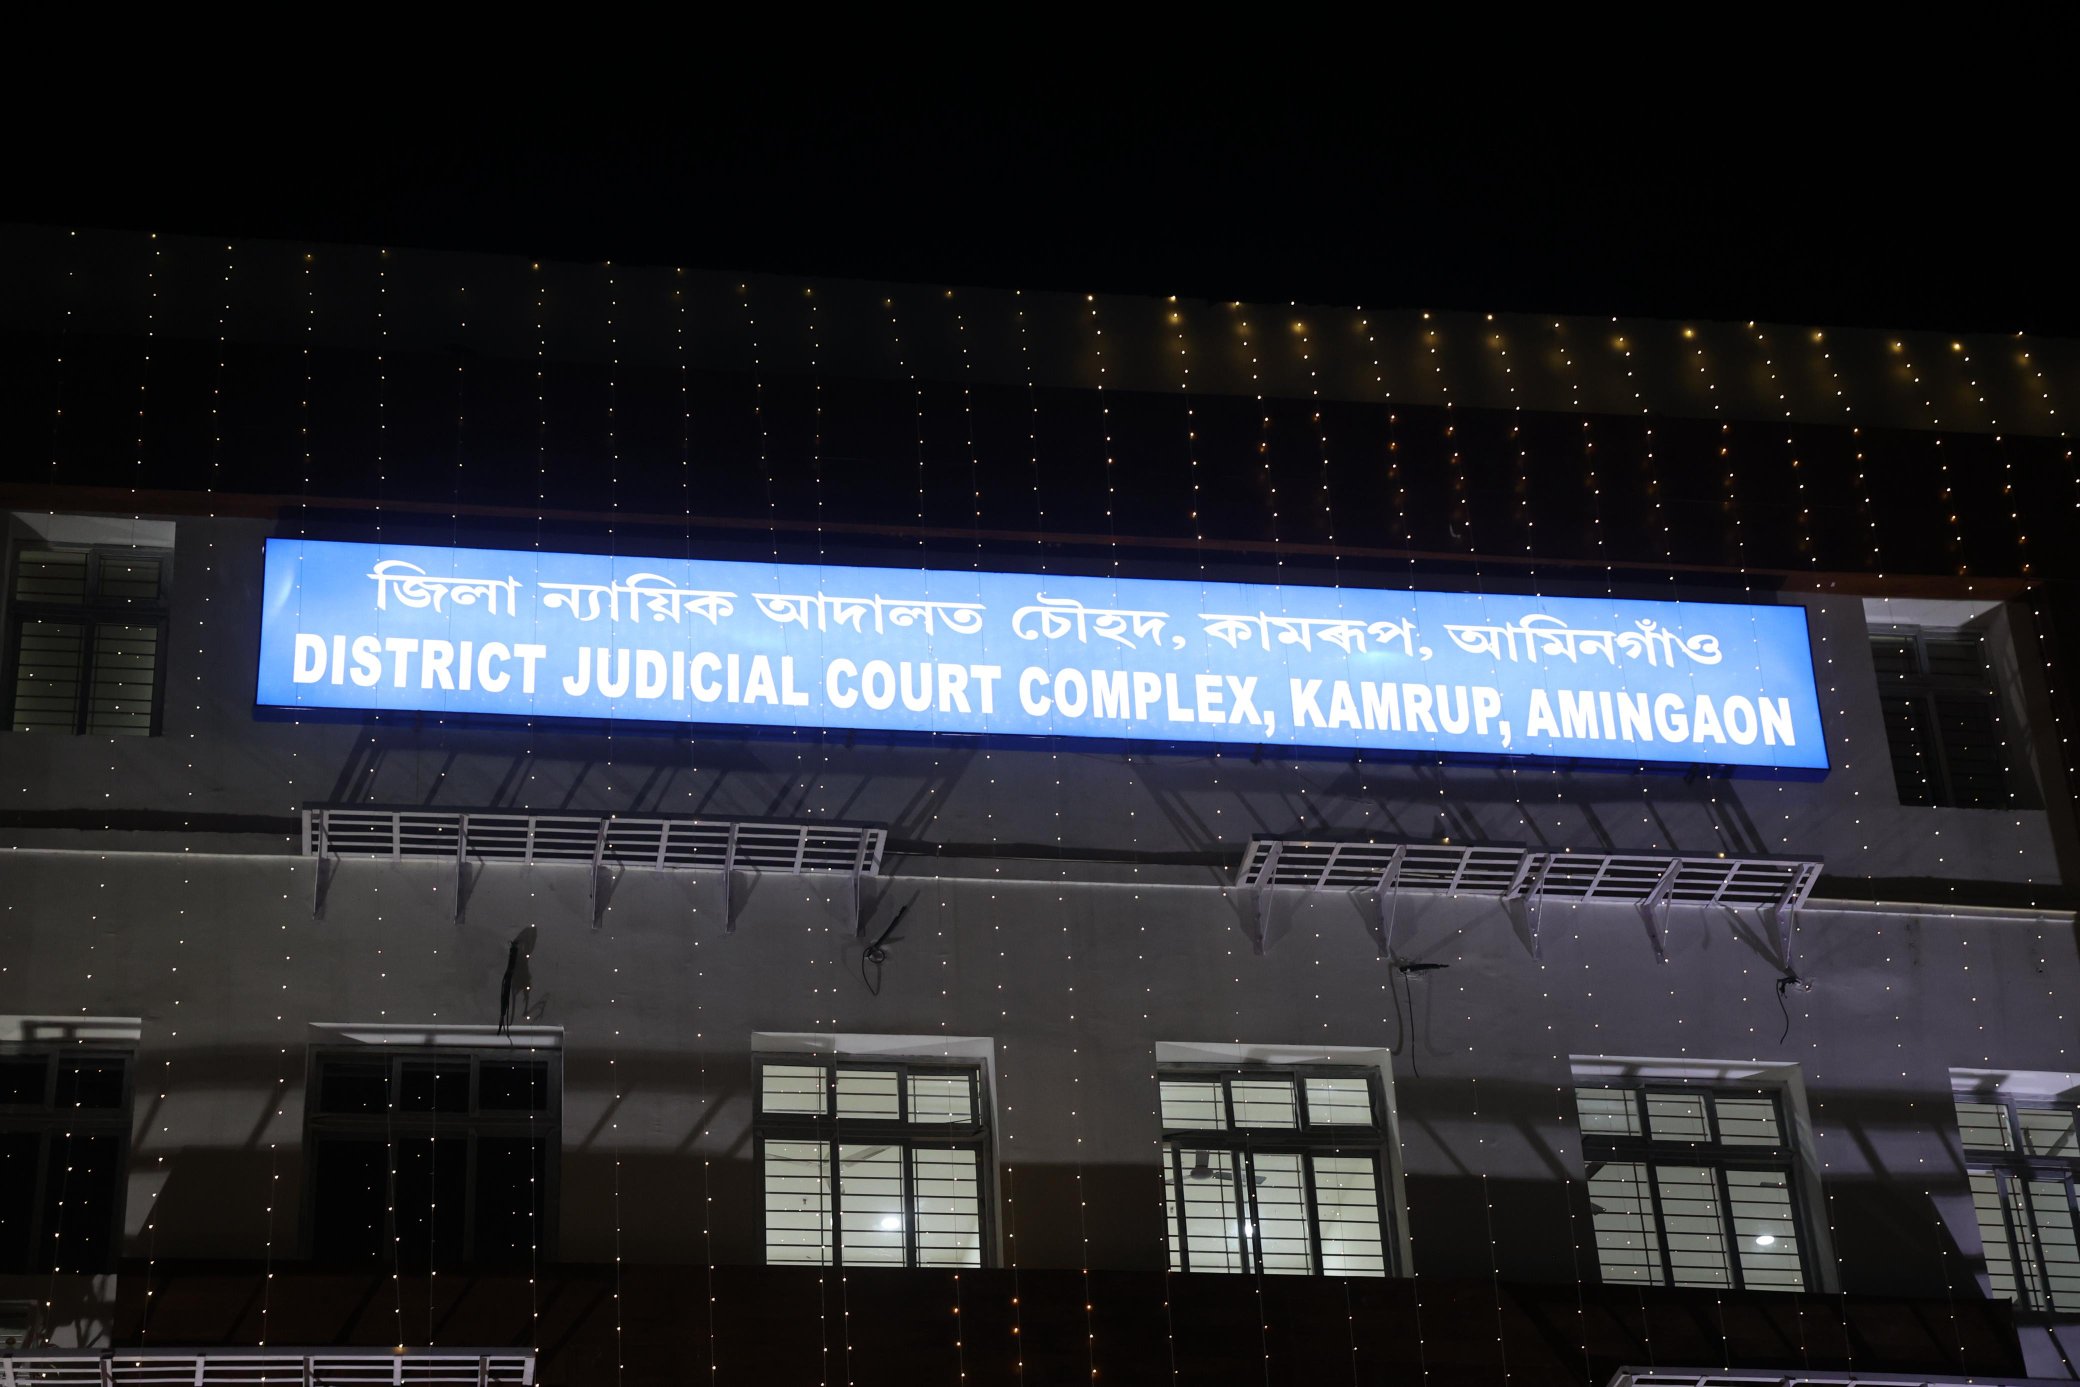 জিলা ন্যায়িক আদালত চৌহদ, কামৰূপ, আমিনগাঁও
DISTRICT JUDICIAL COURT COMPLEX, KAMRUP, AMINGAON